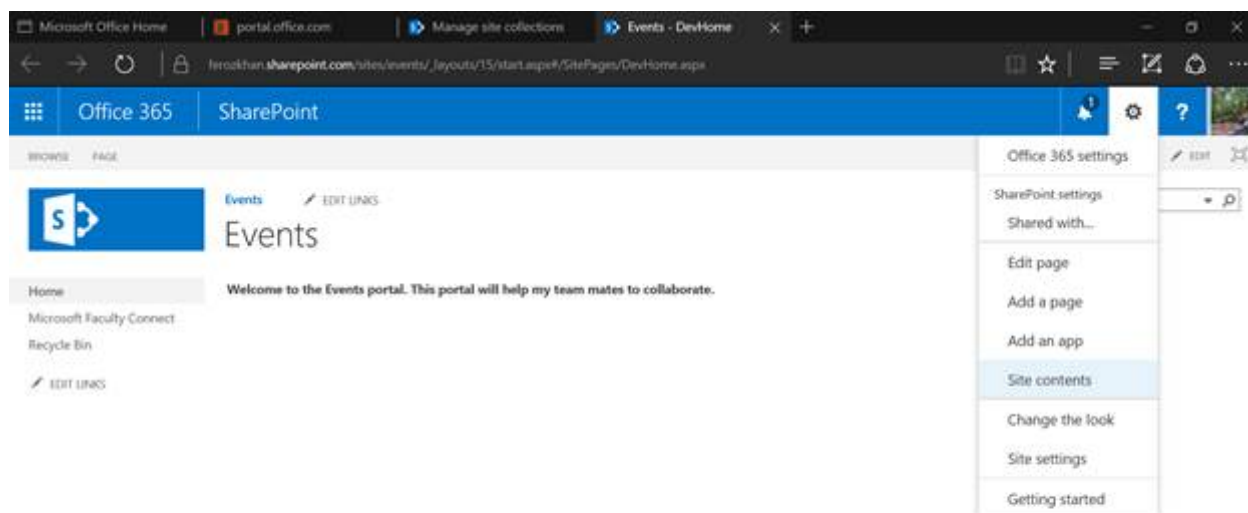 Microsoft Office Home
portal.office.com
Manage site collections
Events - DevHome
ferozkhan.sharepoint.com/sites/events/_layouts/15/start.aspx#/SitePages/DevHome.aspx
Office 365
SharePoint
1
?
BROWSE
PAGE
EDIT
S
Events
EDIT LINKS
Events
Home
Microsoft Faculty Connect
Recycle Bin
EDIT LINKS
Welcome to the Events portal. This portal will help my team mates to collaborate.
Office 365 settings
SharePoint settings
Shared with...
Edit page
Add a page
Add an app
Site contents
Change the look
Site settings
Getting started